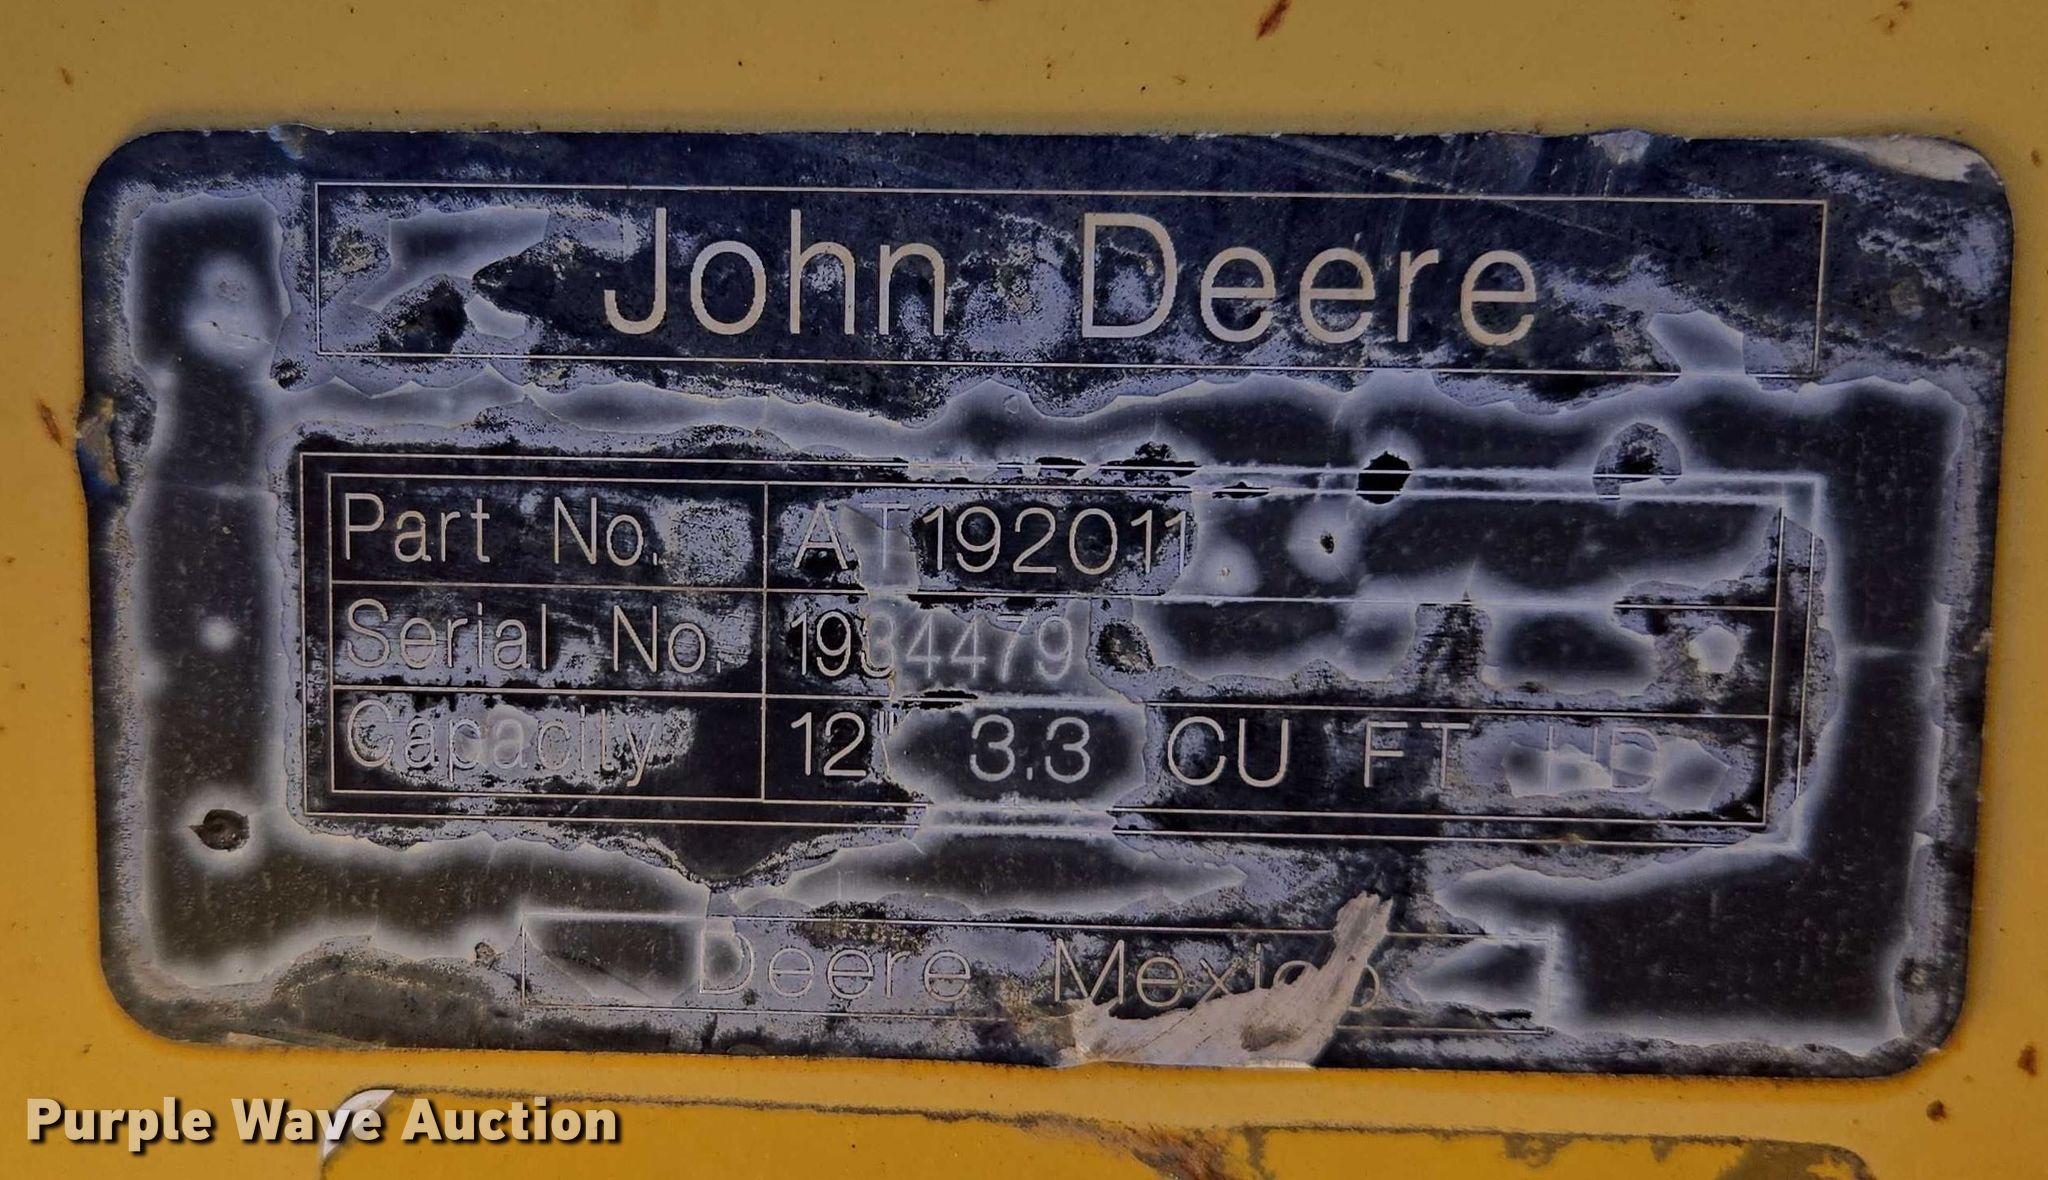 John Deere
Part No. AT192011
Serial No. 1934479
Capacity 12" 3.3 CU FT HD
Deere Mexico
Purple Wave Auction